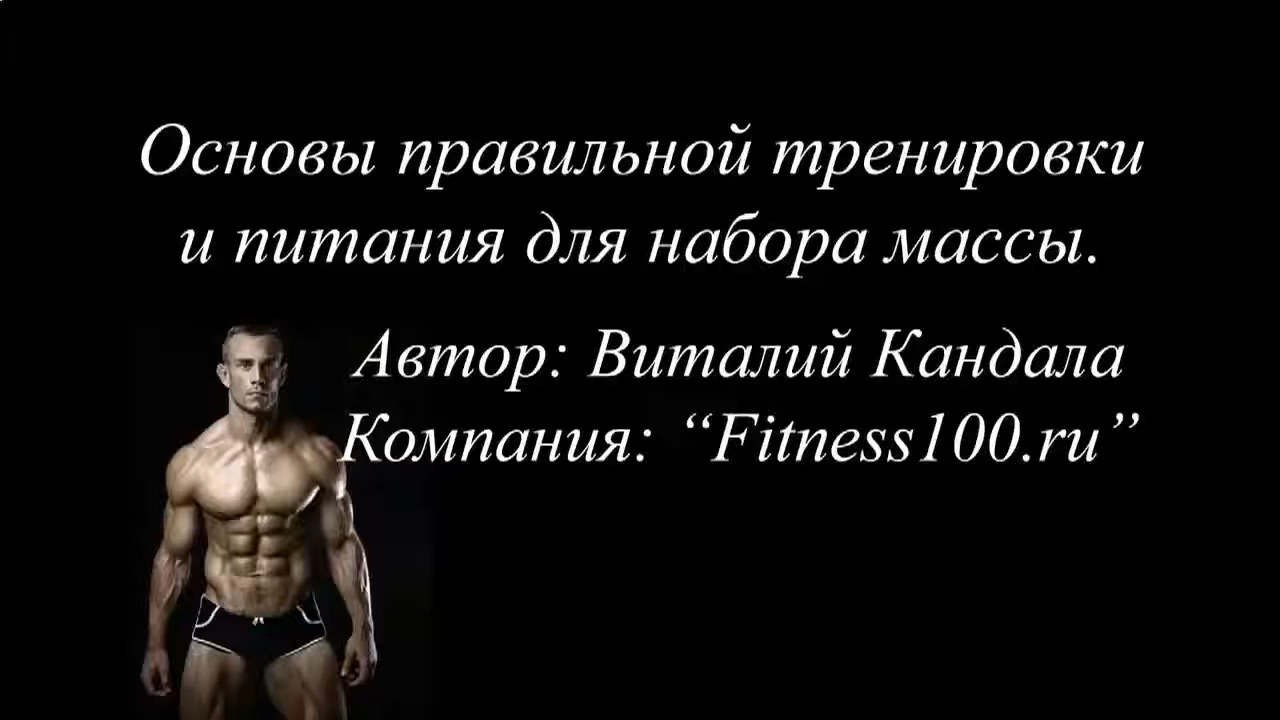 Основы правильной тренировки
и питания для набора массы.
Автор: Виталий Кандала
Компания: “Fitness100.ru”